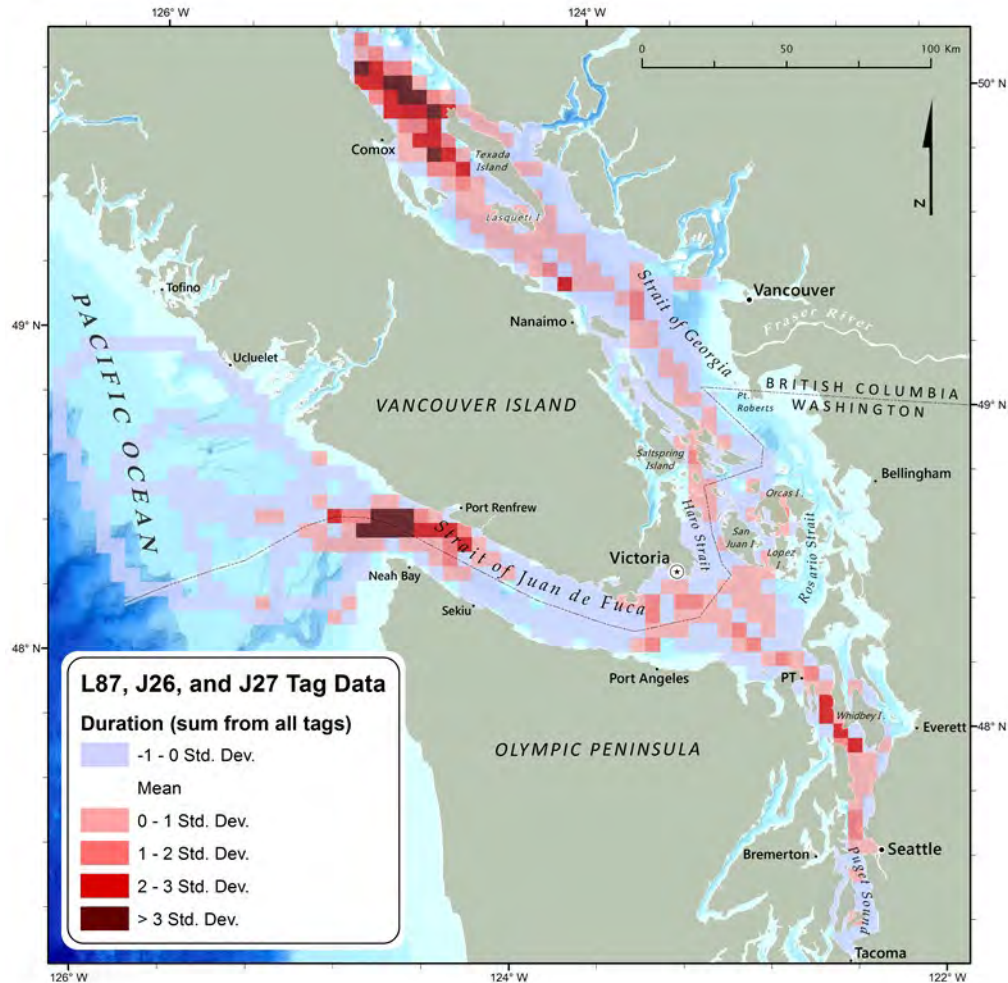 126° W
124° W
0
50
100 Km
50° N
N
Comox
Texada
Island
Lasqueti I
Tofino
Strait of Georgia
Vancouver
Fraser River
49° N
Nanaimo
Ucluelet
PACIFIC OCEAN
VANCOUVER ISLAND
BRITISH COLUMBIA
WASHINGTON
Pt.
Roberts
49° N
Saltspring
Island
Bellingham
Orcas I
Port Renfrew
Haro Strait
San
Juan I
Lopez
I
Rosario Strait
Victoria
Strait of Juan de Fuca
Neah Bay
Sekiu
48° N
Port Angeles
PT
Whidbey I
Everett
48° N
OLYMPIC PENINSULA
L87, J26, and J27 Tag Data
Duration (sum from all tags)
-1 - 0 Std. Dev.
Mean
0 - 1 Std. Dev.
1 - 2 Std. Dev.
2 - 3 Std. Dev.
> 3 Std. Dev.
Bremerton
Seattle
Puget Sound
Tacoma
126° W
124° W
122° W